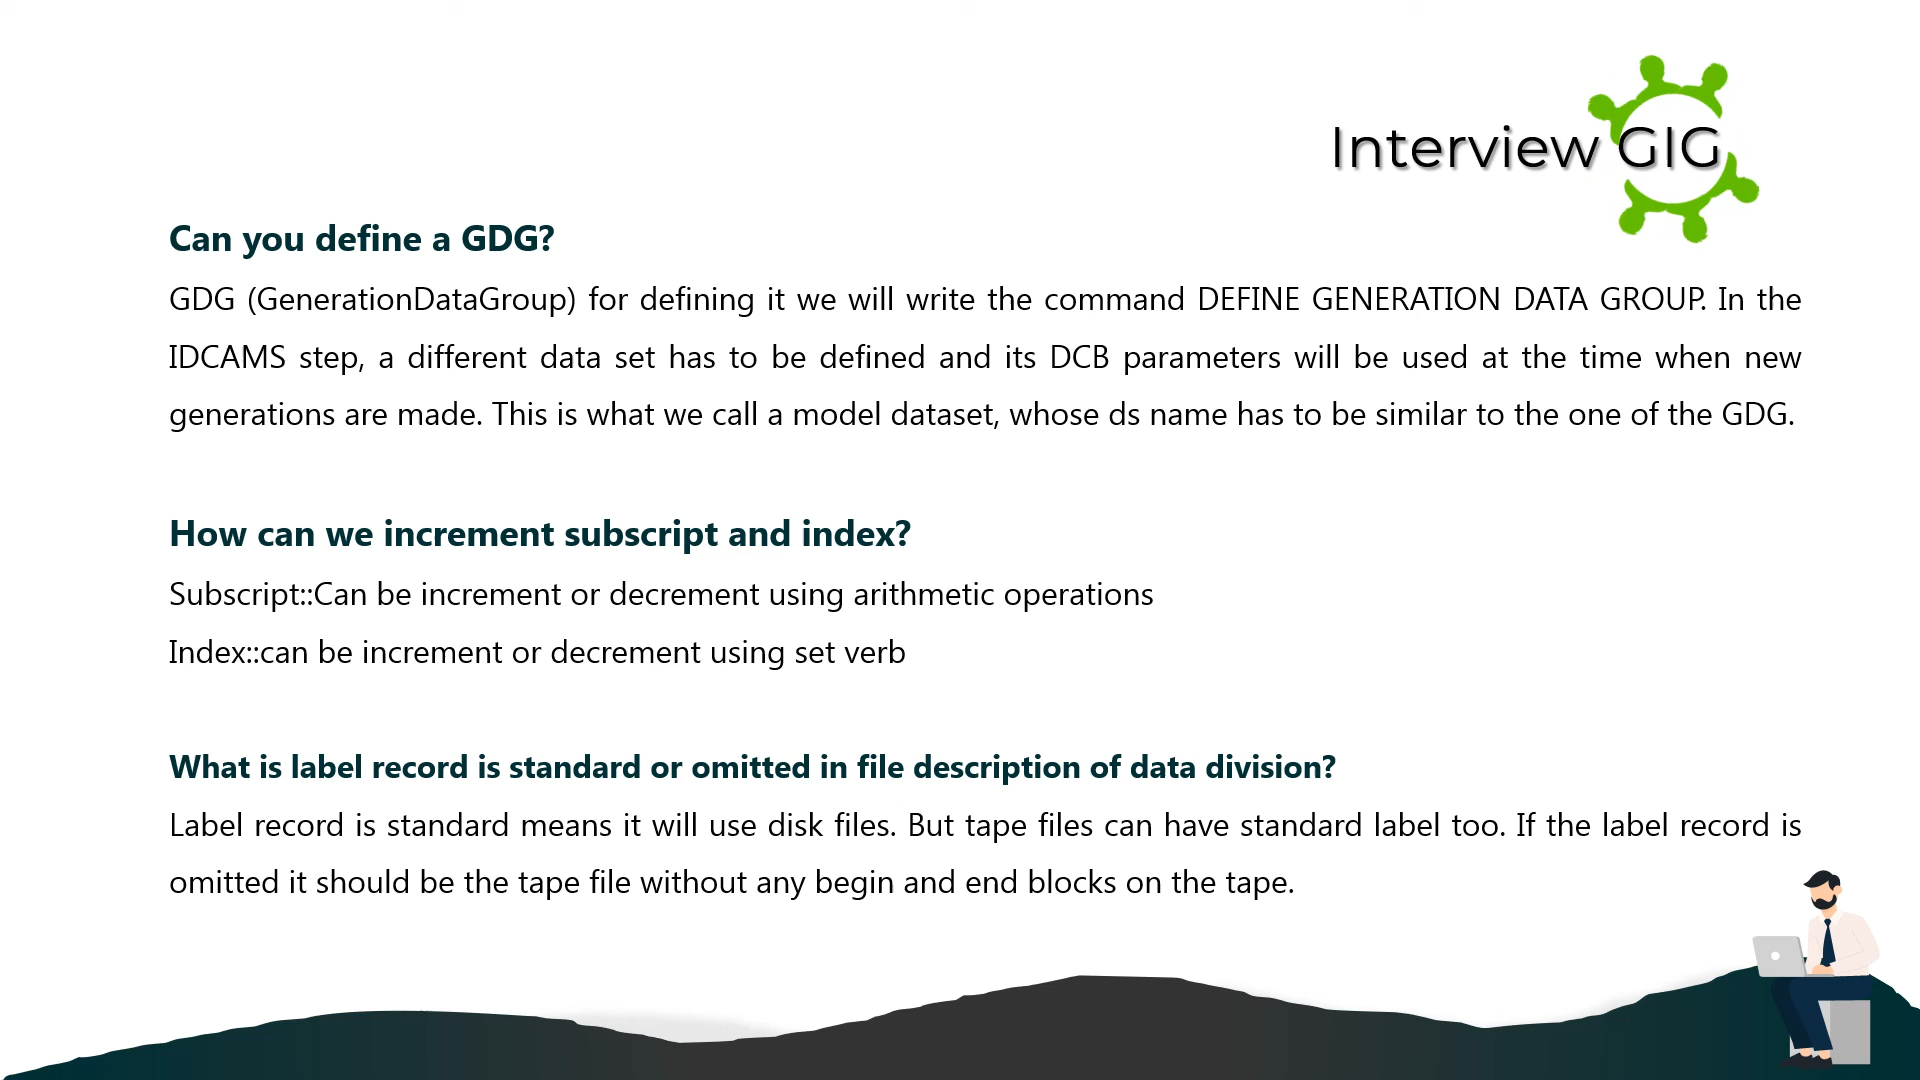 Interview GIG
Can you define a GDG?
GDG (GenerationDataGroup) for defining it we will write the command DEFINE GENERATION DATA GROUP. In the
IDCAMS step, a different data set has to be defined and its DCB parameters will be used at the time when new
generations are made. This is what we call a model dataset, whose ds name has to be similar to the one of the GDG.
How can we increment subscript and index?
Subscript::Can be increment or decrement using arithmetic operations
Index::can be increment or decrement using set verb
What is label record is standard or omitted in file description of data division?
Label record is standard means it will use disk files. But tape files can have standard label too. If the label record is
omitted it should be the tape file without any begin and end blocks on the tape.